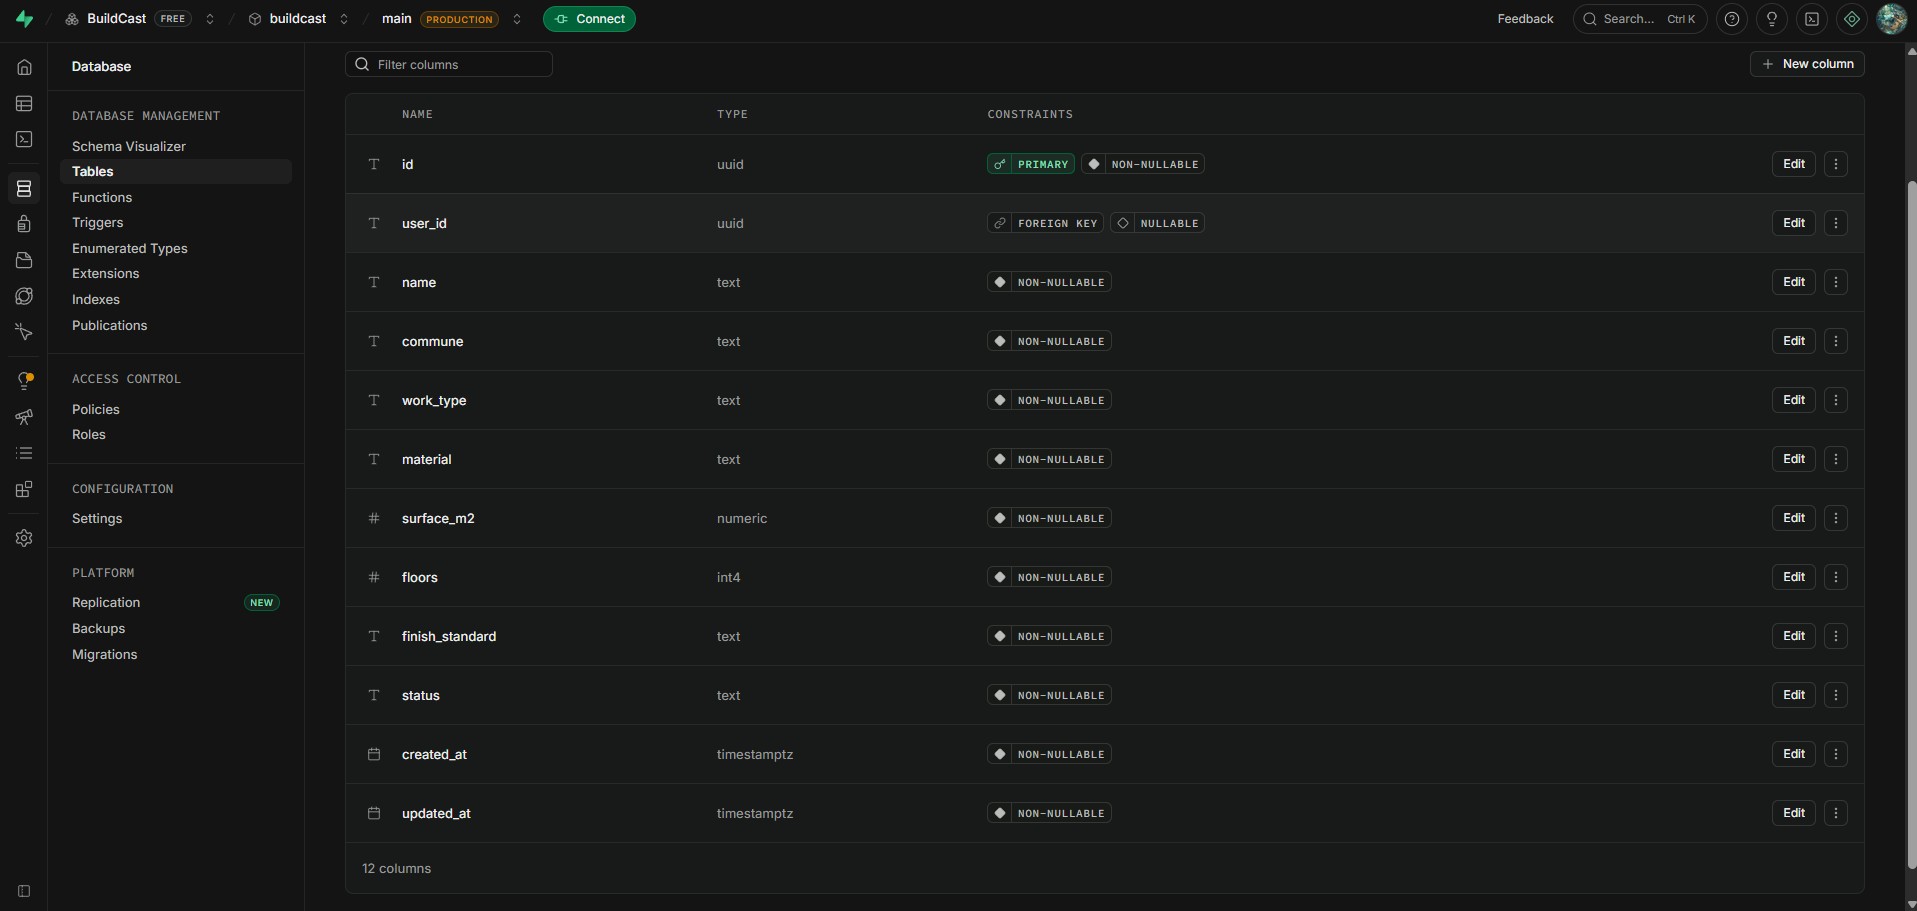 BuildCast FREE / buildcast / main PRODUCTION Connect Feedback Search... Ctrl K
Database
DATABASE MANAGEMENT
Schema Visualizer
Tables
Functions
Triggers
Enumerated Types
Extensions
Indexes
Publications
ACCESS CONTROL
Policies
Roles
CONFIGURATION
Settings
PLATFORM
Replication NEW
Backups
Migrations
Filter columns New column
NAME TYPE CONSTRAINTS
id uuid PRIMARY NON-NULLABLE Edit
user_id uuid FOREIGN KEY NULLABLE Edit
name text NON-NULLABLE Edit
commune text NON-NULLABLE Edit
work_type text NON-NULLABLE Edit
material text NON-NULLABLE Edit
surface_m2 numeric NON-NULLABLE Edit
floors int4 NON-NULLABLE Edit
finish_standard text NON-NULLABLE Edit
status text NON-NULLABLE Edit
created_at timestamptz NON-NULLABLE Edit
updated_at timestamptz NON-NULLABLE Edit
12 columns